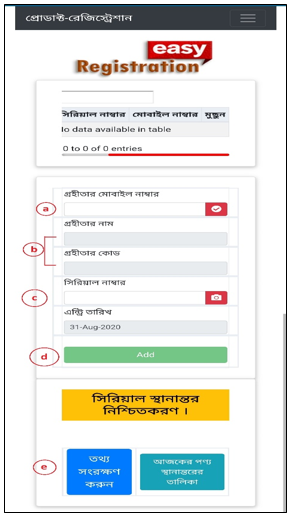 প্রোডাক্ট-রেজিস্ট্রেশান
easy
Registration
সিরিয়াল নাম্বার মোবাইল নাম্বার মুছুন
lo data available in table
0 to 0 of 0 entries
গ্রহীতার মোবাইল নাম্বার
a
গ্রহীতার নাম
b
গ্রহীতার কোড
সিরিয়াল নাম্বার
c
এন্ট্রি তারিখ
31-Aug-2020
d
Add
সিরিয়াল স্থানান্তর
নিশ্চিতকরণ ।
e
তথ্য
সংরক্ষণ
করুন
আজকের পণ্য
স্থানান্তরের
তালিকা